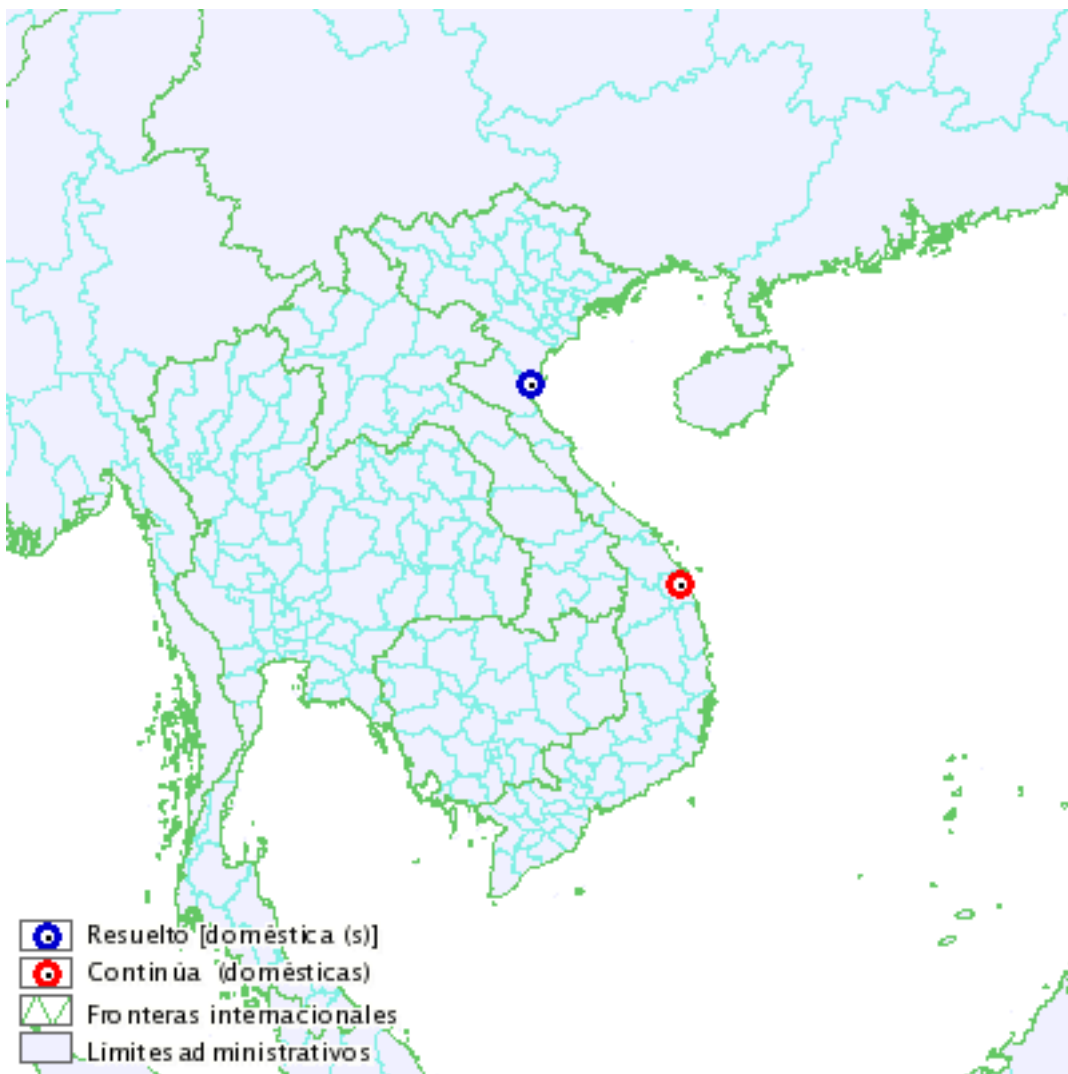 Resuelto [doméstica (s)]
Continúa (domésticas)
Fronteras internacionales
Límites administrativos